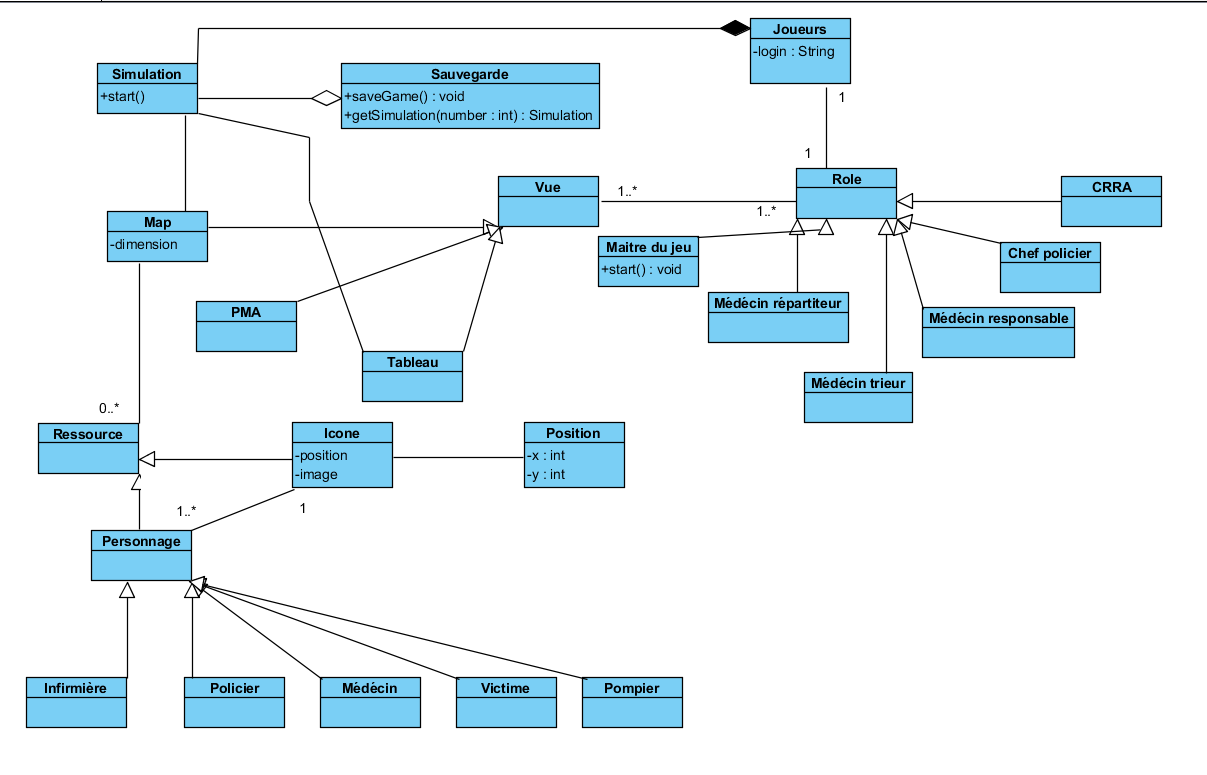 Joueurs
-login : String
Simulation
+start()
Sauvegarde
+saveGame() : void
+getSimulation(number : int) : Simulation
1
1
Vue
1..*
1..*
Role
CRRA
Map
-dimension
Maitre du jeu
+start() : void
Chef policier
Médécin répartiteur
Médécin responsable
PMA
Tableau
Médécin trieur
0..*
Ressource
Icone
-position
-image
Position
-x : int
-y : int
1..*
1
Personnage
Infirmière
Policier
Médécin
Victime
Pompier